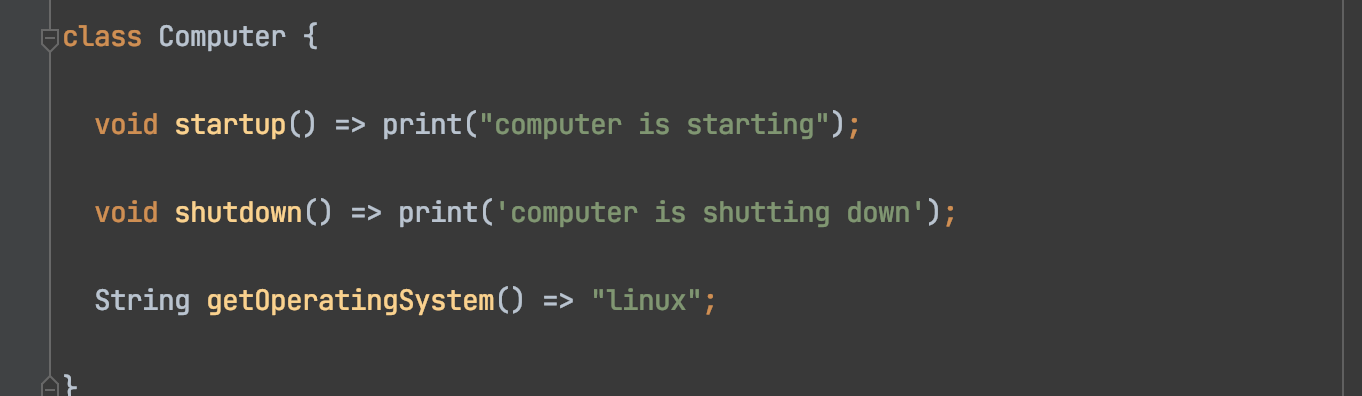 class Computer {
void startup() => print("computer is starting");
void shutdown() => print('computer is shutting down');
String getOperatingSystem() => "linux";
}